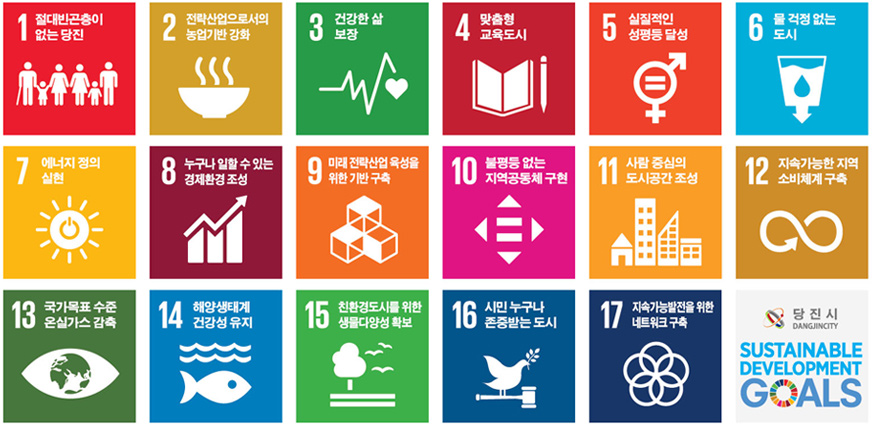 1 절대빈곤층이
없는 당진
2 전략산업으로서의
농업기반 강화
3 건강한 삶
보장
4 맞춤형
교육도시
5 실질적인
성평등 달성
6 물 걱정 없는
도시
7 에너지 정의
실현
8 누구나 일할 수 있는
경제환경 조성
9 미래 전략산업 육성을
위한 기반 구축
10 불평등 없는
지역공동체 구현
11 사람 중심의
도시공간 조성
12 지속가능한 지역
소비체계 구축
13 국가목표 수준
온실가스 감축
14 해양생태계
건강성 유지
15 친환경도시를 위한
생물다양성 확보
16 시민 누구나
존중받는 도시
17 지속가능발전을 위한
네트워크 구축
당진시
DANGJINCITY
SUSTAINABLE
DEVELOPMENT
GOALS